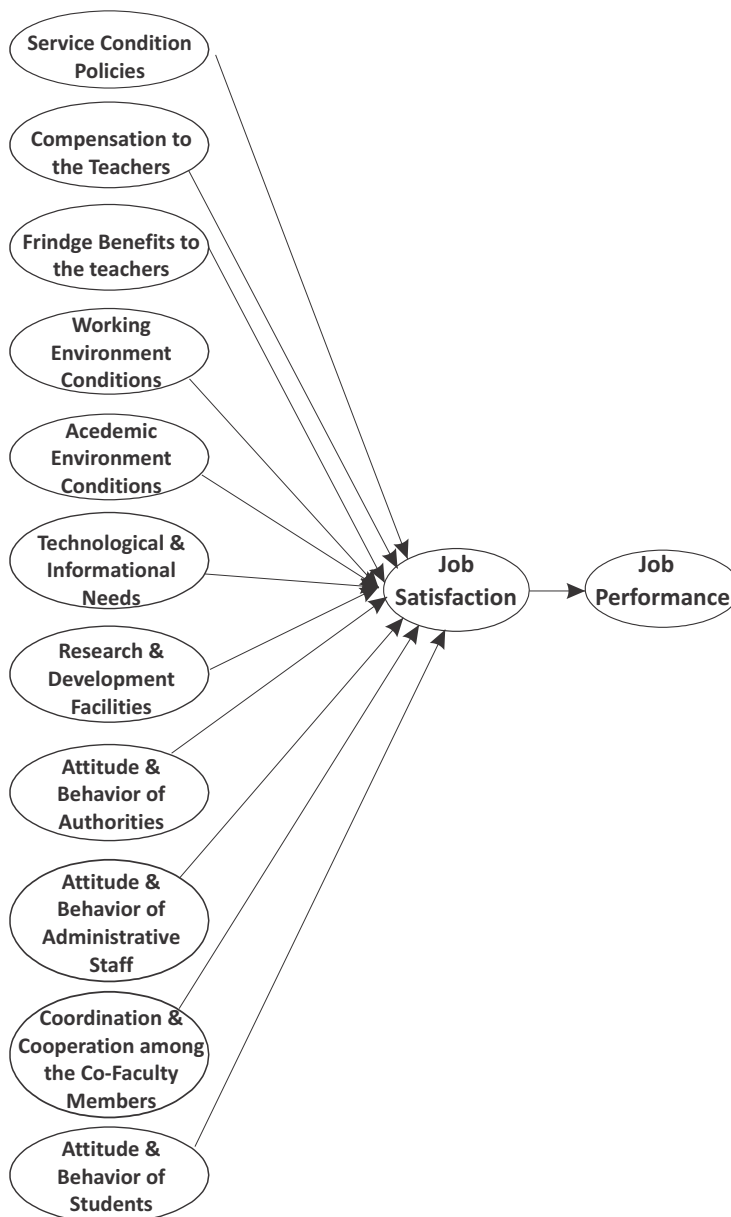 Service Condition
Policies
Compensation to
the Teachers
Frindge Benefits to
the teachers
Working
Environment
Conditions
Acedemic
Environment
Conditions
Technological &
Informational
Needs
Research &
Development
Facilities
Attitude &
Behavior of
Authorities
Attitude &
Behavior of
Administrative
Staff
Coordination &
Cooperation among
the Co-Faculty
Members
Attitude &
Behavior of
Students
Job
Satisfaction
Job
Performance